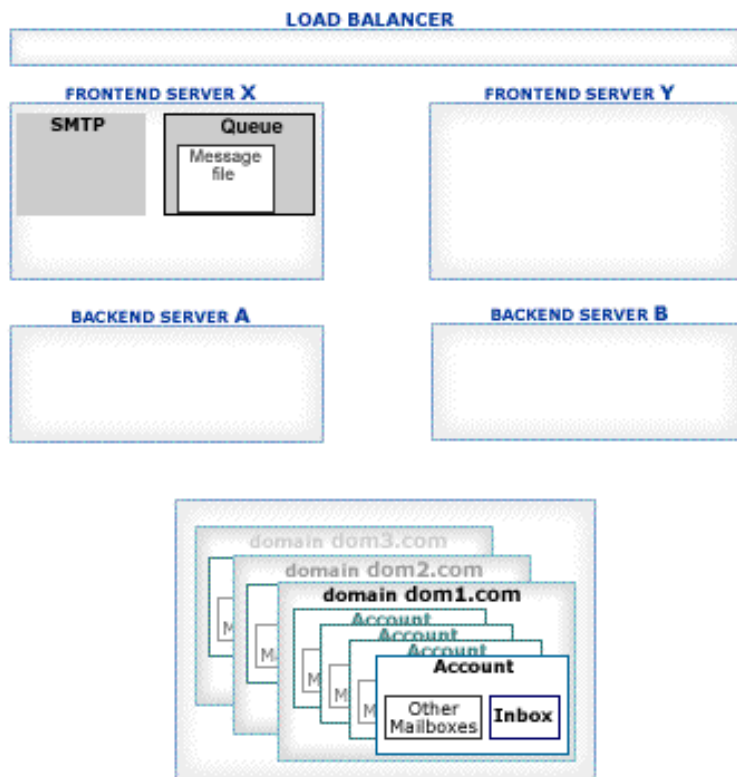 LOAD BALANCER
FRONTEND SERVER X
FRONTEND SERVER Y
SMTP
Queue
Message
file
BACKEND SERVER A
BACKEND SERVER B
domain dom3.com
domain dom2.com
domain dom1.com
Account
Account
Account
Account
M
M
M
M
M
Other
Mailboxes
Inbox